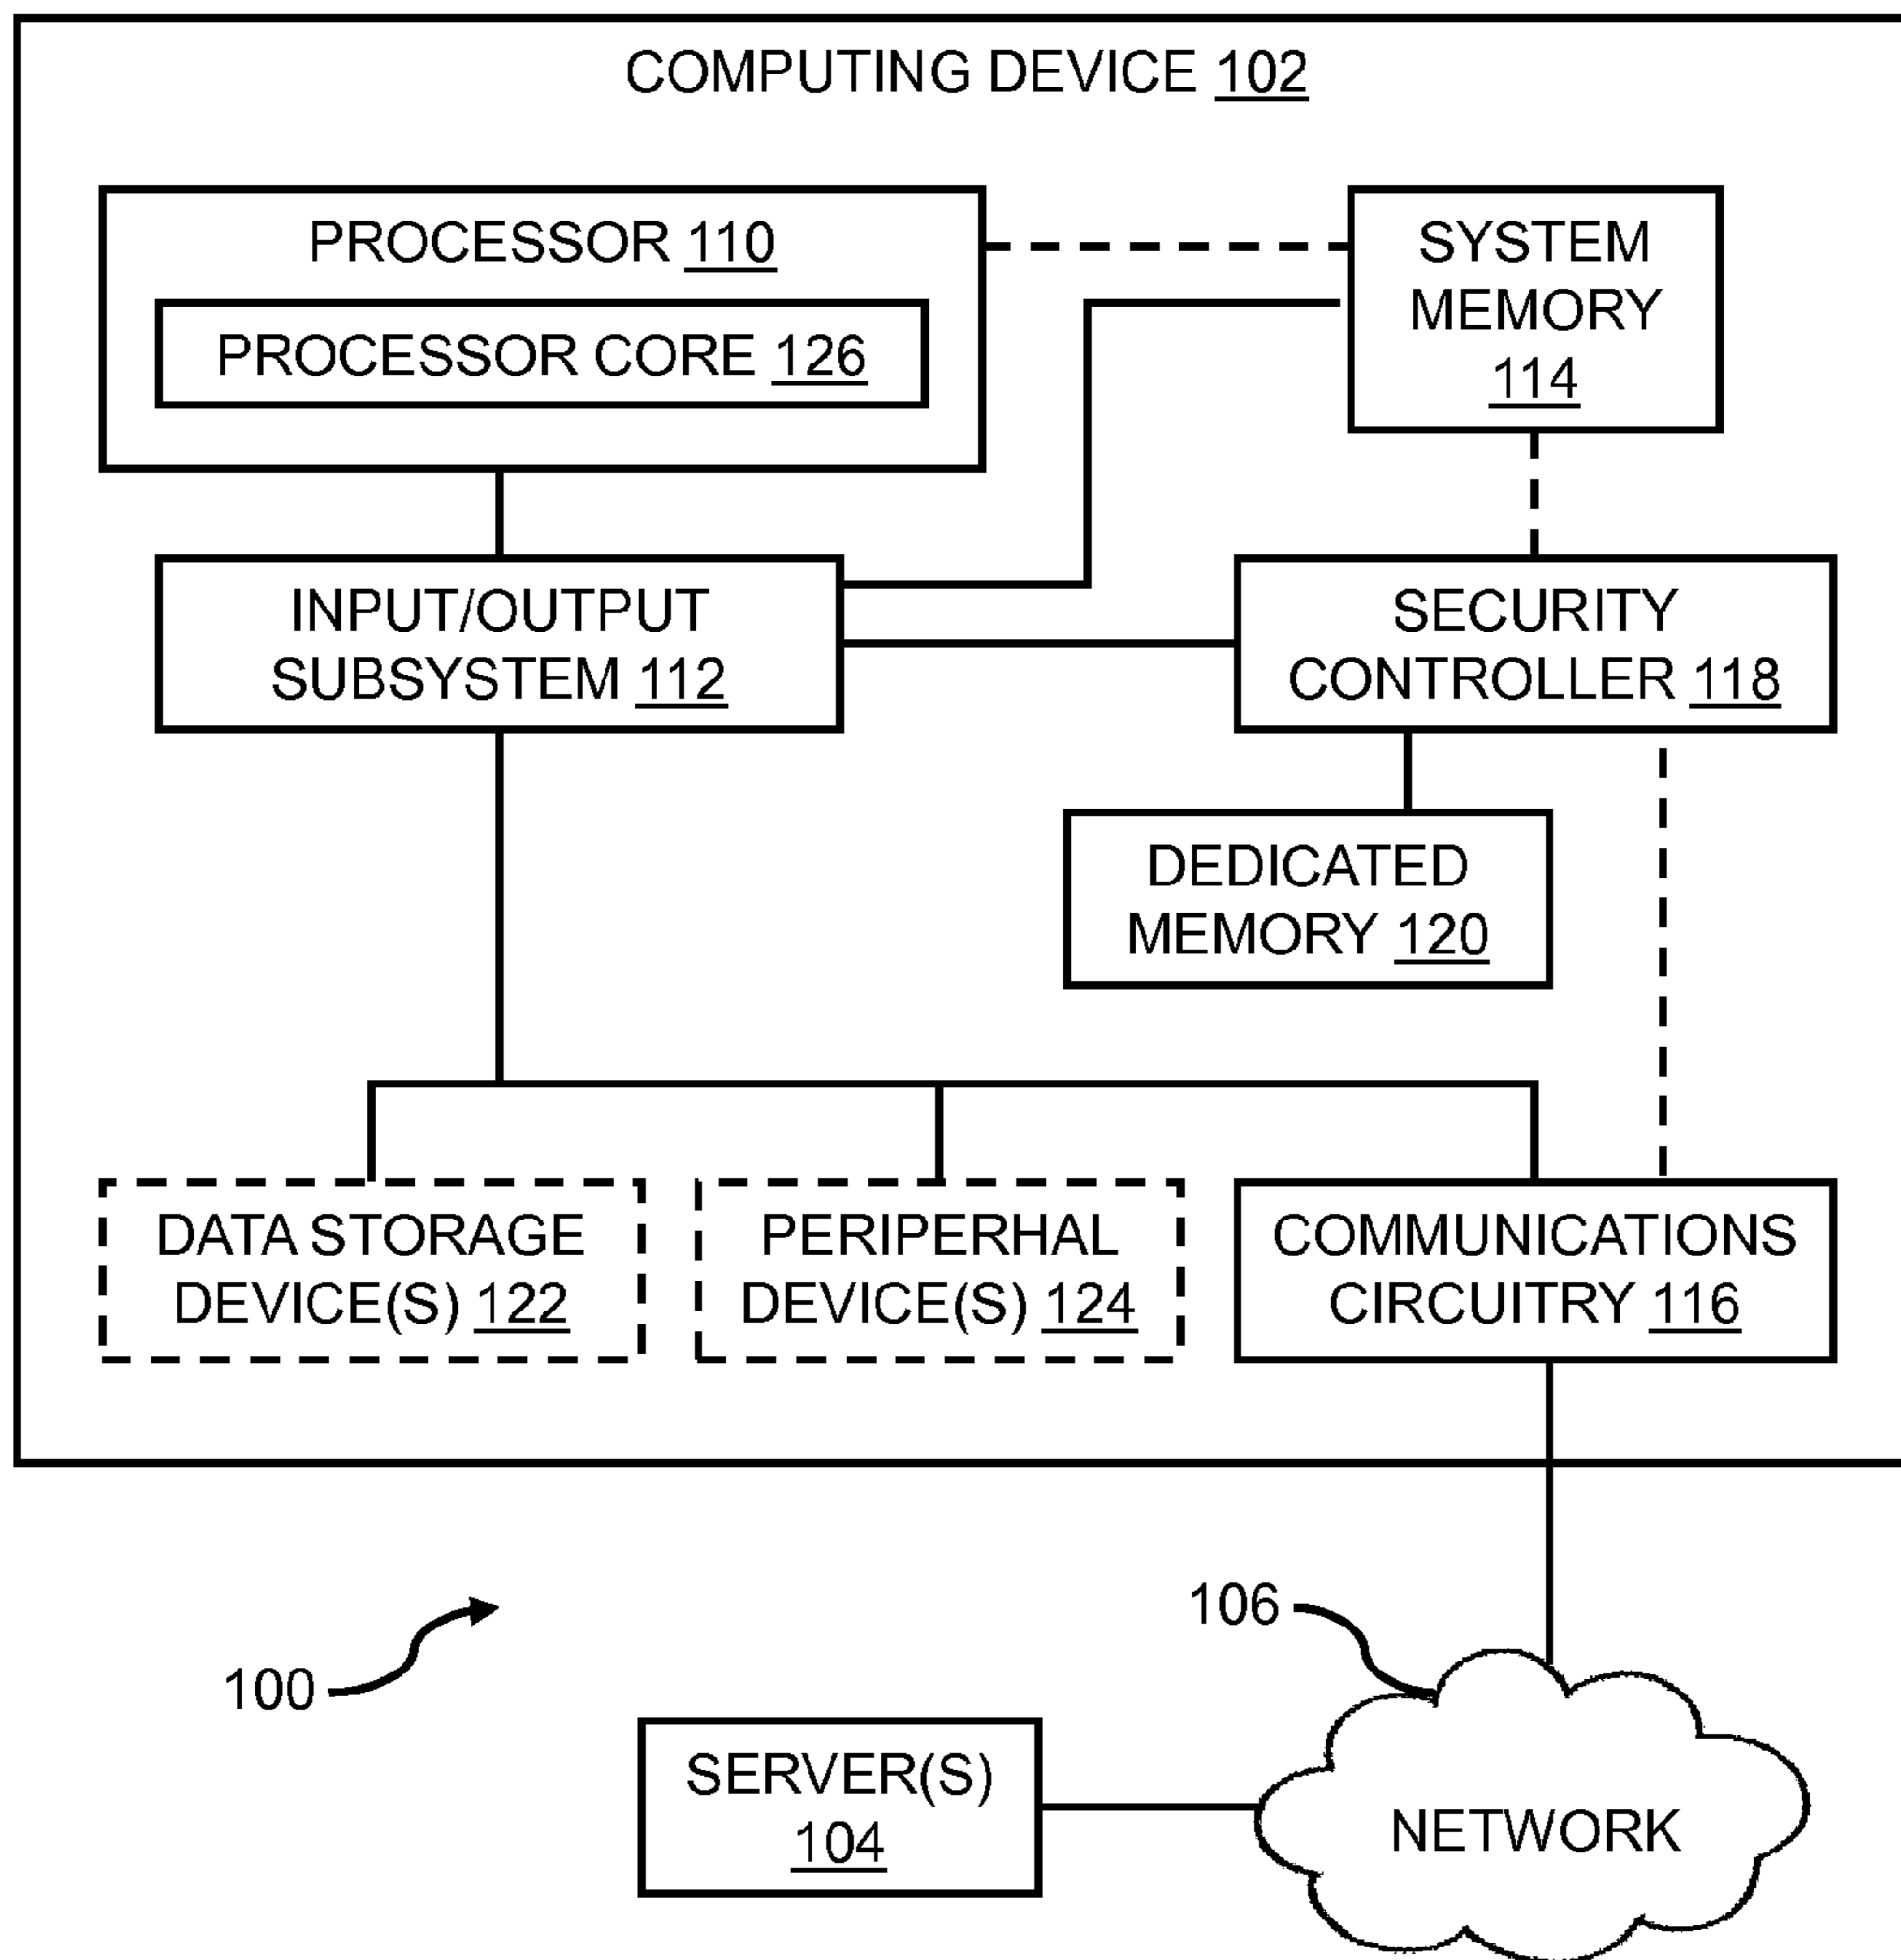 COMPUTING DEVICE 102
PROCESSOR 110
PROCESSOR CORE 126
SYSTEM
MEMORY
114
INPUT/OUTPUT
SUBSYSTEM 112
SECURITY
CONTROLLER 118
DEDICATED
MEMORY 120
DATA STORAGE
DEVICE(S) 122
PERIPERHAL
DEVICE(S) 124
COMMUNICATIONS
CIRCUITRY 116
106
100
SERVER(S)
104
NETWORK